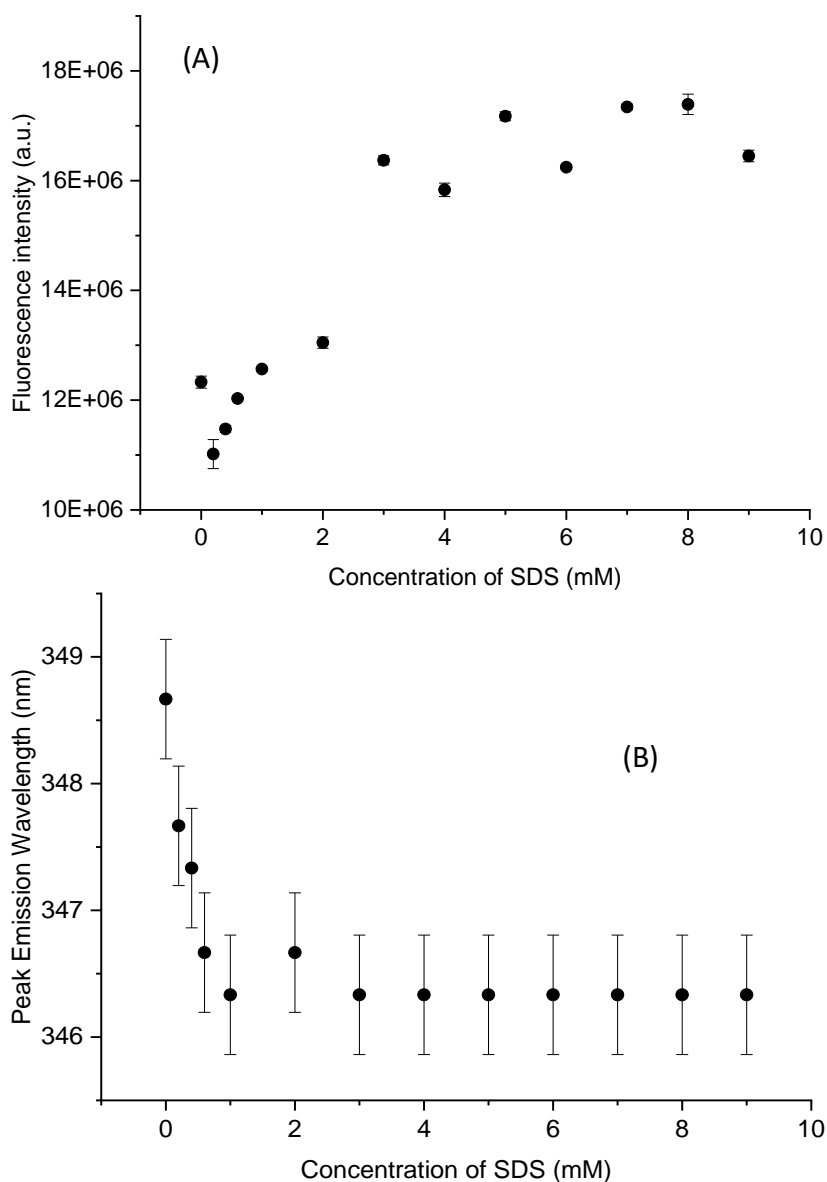 (A)
18E+06
16E+06
14E+06
12E+06
10E+06
Fluorescence intensity (a.u.)
0 2 4 6 8 10
Concentration of SDS (mM)
(B)
349
348
347
346
Peak Emission Wavelength (nm)
0 2 4 6 8 10
Concentration of SDS (mM)